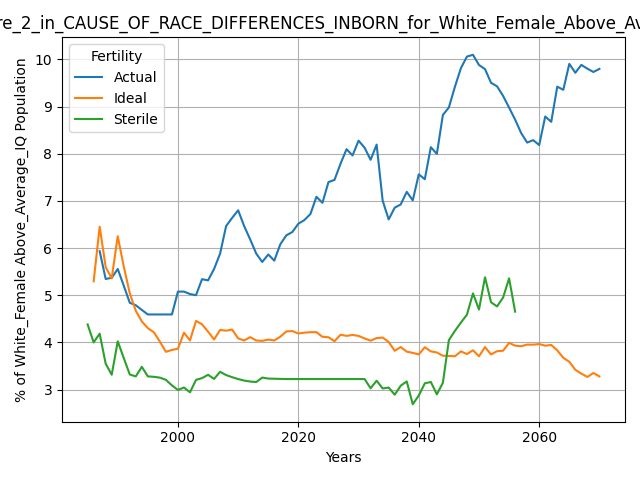 re_2_in_CAUSE_OF_RACE_DIFFERENCES_INBORN_for_White_Female_Above_Av
Fertility
Actual
Ideal
Sterile
% of White_Female Above_Average_IQ Population
10
9
8
7
6
5
4
3
2000
2020
2040
2060
Years